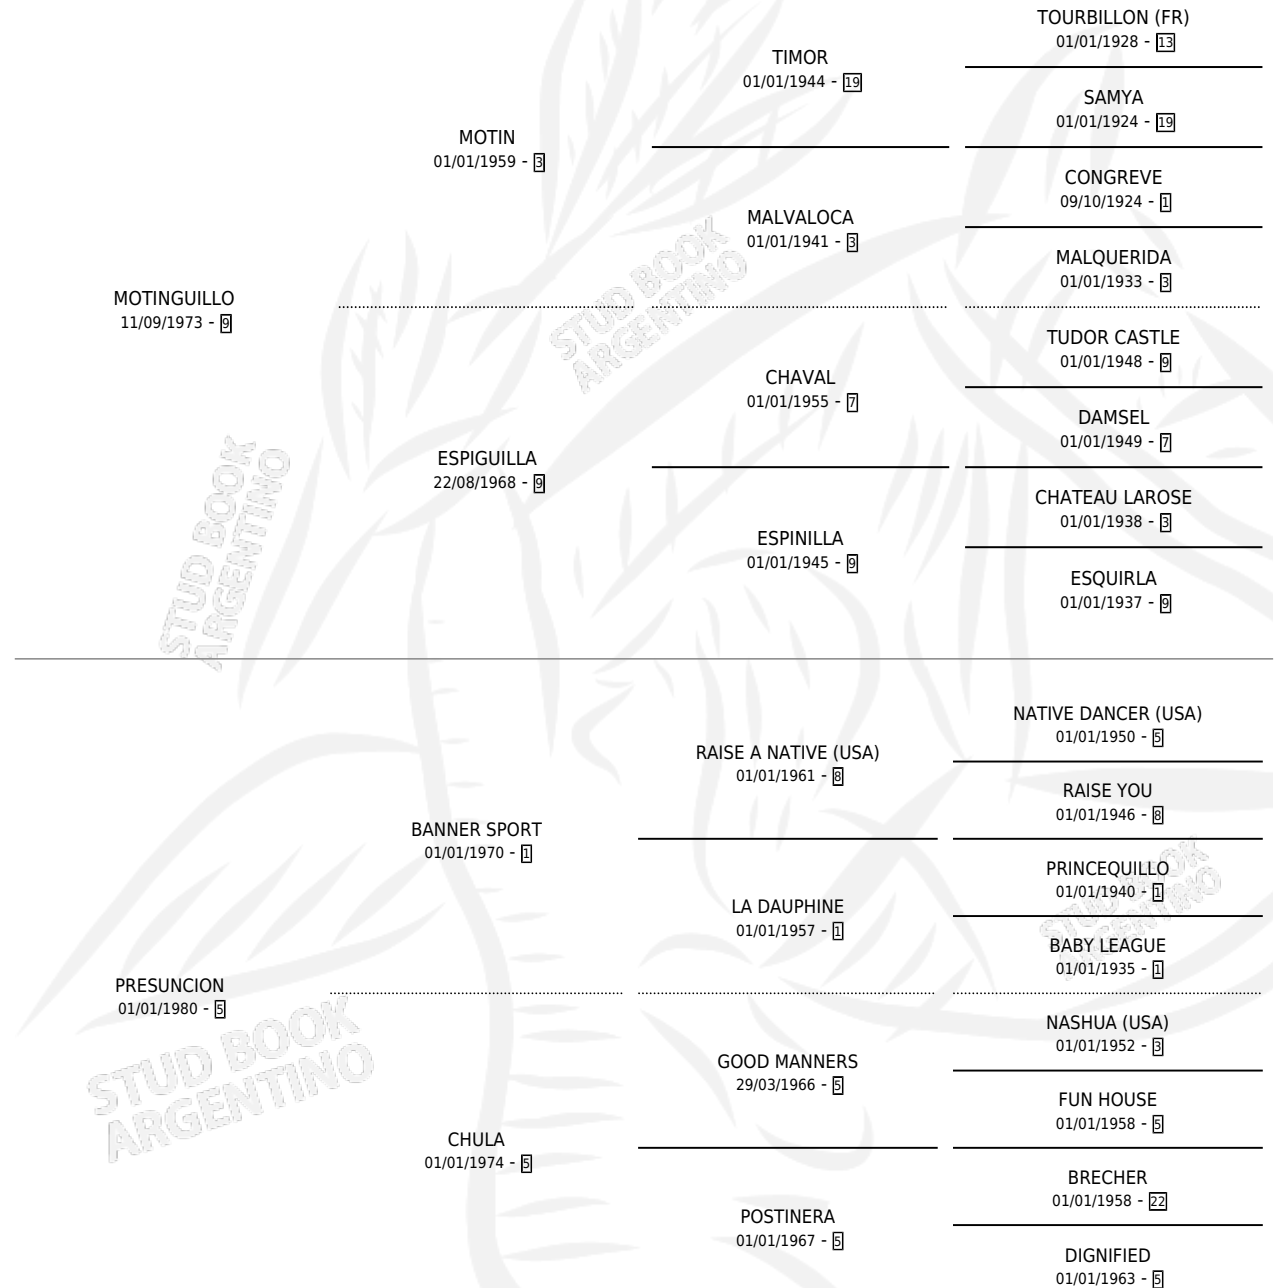 TOURBILLON (FR)
01/01/1928 - 13
TIMOR
01/01/1944 - 19
SAMYA
01/01/1924 - 19
MOTIN
01/01/1959 - 3
CONGREVE
09/10/1924 - 1
MALVALOCA
01/01/1941 - 3
MALQUERIDA
01/01/1933 - 3
MOTINGUILLO
11/09/1973 - 9
TUDOR CASTLE
01/01/1948 - 9
CHAVAL
01/01/1955 - 7
DAMSEL
01/01/1949 - 7
ESPIGUILLA
22/08/1968 - 9
CHATEAU LAROSE
01/01/1938 - 3
ESPINILLA
01/01/1945 - 9
ESQUIRLA
01/01/1937 - 9
NATIVE DANCER (USA)
01/01/1950 - 5
RAISE A NATIVE (USA)
01/01/1961 - 8
RAISE YOU
01/01/1946 - 8
BANNER SPORT
01/01/1970 - 1
PRINCEQUILLO
01/01/1940 - 1
LA DAUPHINE
01/01/1957 - 1
BABY LEAGUE
01/01/1935 - 1
PRESUNCION
01/01/1980 - 5
NASHUA (USA)
01/01/1952 - 3
GOOD MANNERS
29/03/1966 - 5
FUN HOUSE
01/01/1958 - 5
CHULA
01/01/1974 - 5
BRECHER
01/01/1958 - 22
POSTINERA
01/01/1967 - 5
DIGNIFIED
01/01/1963 - 5
STUD BOOK
ARGENTINO
STUD BOOK
ARGENTINO
STUD BOOK
ARGENTINO
STUD BOOK
ARGENTINO